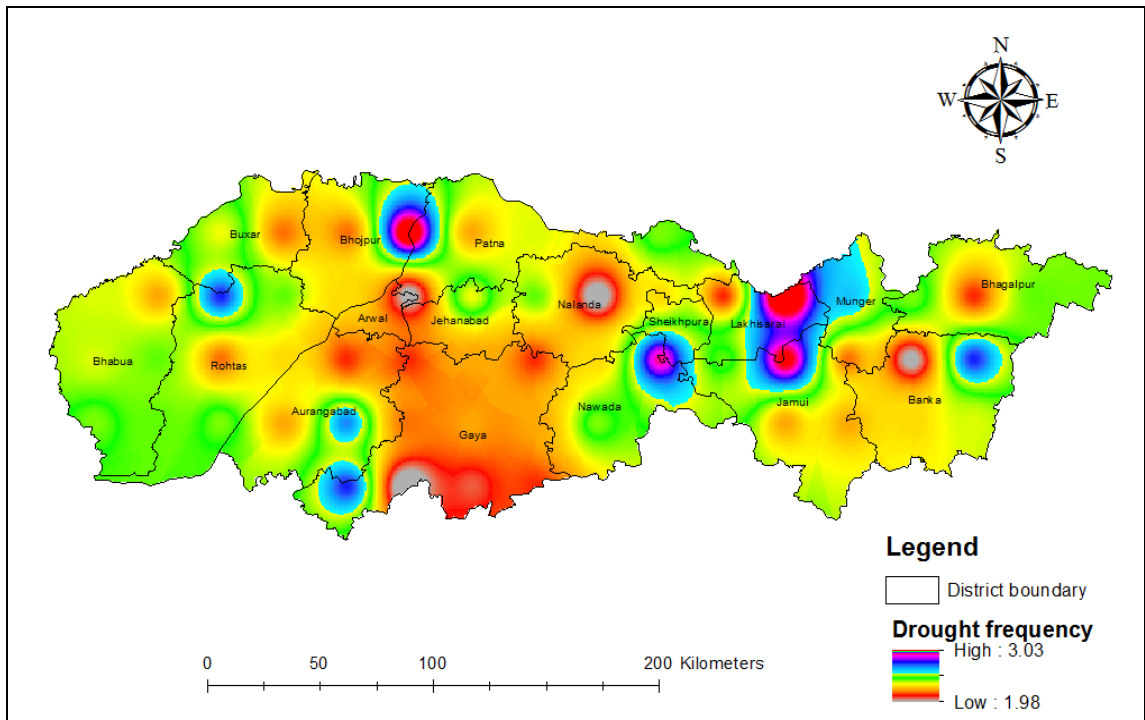 N
W E
S
Buxar
Bhojpur
Patna
Bhagalpur
Nalanda
Munger
Arwal
Jehanabad
Sheikhpura
Lakhisarai
Bhabua
Rohtas
Banka
Jamui
Aurangabad
Nawada
Gaya
Legend
District boundary
Drought frequency
High : 3.03
Low : 1.98
0 50 100 200 Kilometers